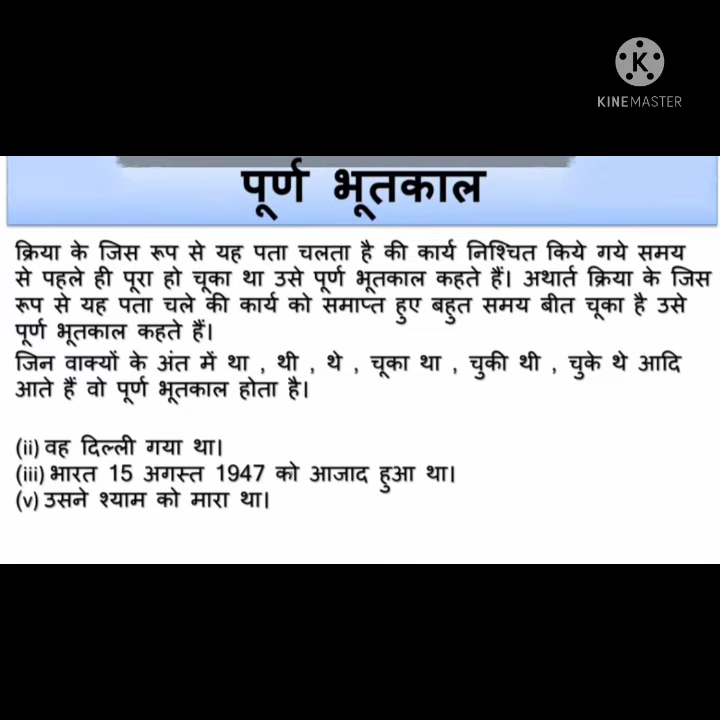 KINEMASTER
पूर्ण भूतकाल
क्रिया के जिस रूप से यह पता चलता है की कार्य निश्चित किये गये समय
से पहले ही पूरा हो चूका था उसे पूर्ण भूतकाल कहते हैं। अथार्त क्रिया के जिस
रूप से यह पता चले की कार्य को समाप्त हुए बहुत समय बीत चूका है उसे
पूर्ण भूतकाल कहते हैं।
जिन वाक्यों के अंत में था , थी , थे , चूका था , चुकी थी , चुके थे आदि
आते हैं वो पूर्ण भूतकाल होता है।
(ii) वह दिल्ली गया था।
(iii) भारत 15 अगस्त 1947 को आजाद हुआ था।
(v) उसने श्याम को मारा था।